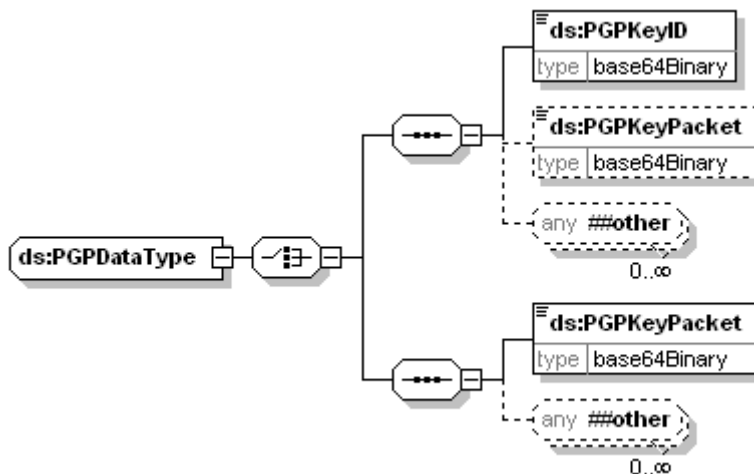 ds:PGPKeyID
type base64Binary
ds:PGPKeyPacket
type base64Binary
any ##other
0..∞
ds:PGPDataType
ds:PGPKeyPacket
type base64Binary
any ##other
0..∞